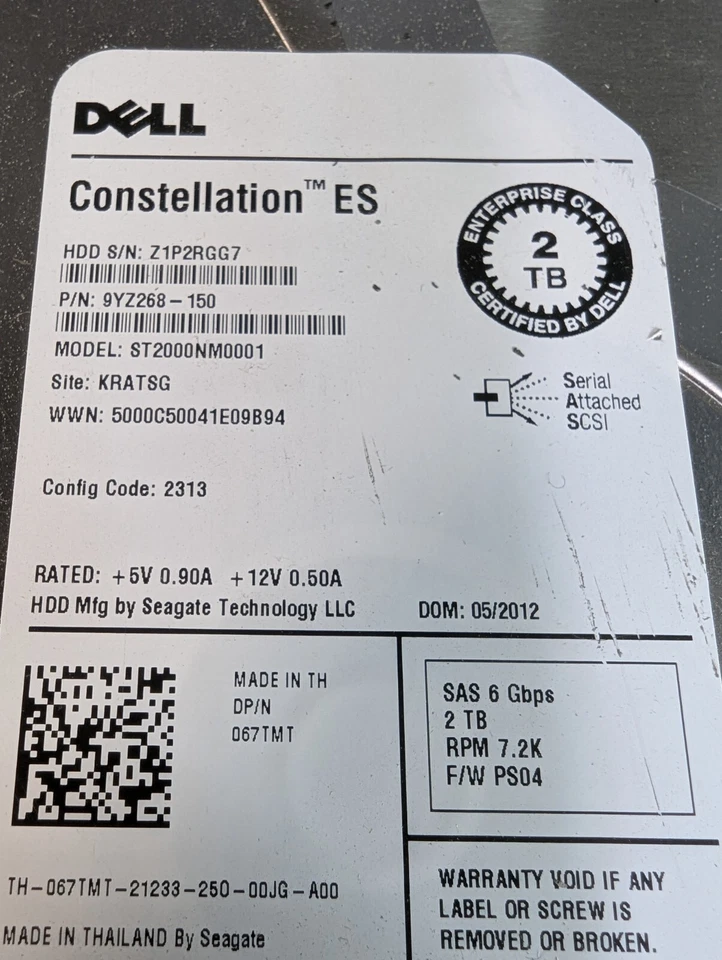 DELL
Constellation™ ES
ENTERPRISE CLASS
2
TB
CERTIFIED BY DELL
HDD S/N: Z1P2RGG7
P/N: 9YZ268-150
MODEL: ST2000NM0001
Site: KRATSG
WWN: 5000C50041E09B94
Serial
Attached
SCSI
Config Code: 2313
RATED: +5V 0.90A +12V 0.50A
HDD Mfg by Seagate Technology LLC
DOM: 05/2012
MADE IN TH
DP/N
067TMT
SAS 6 Gbps
2 TB
RPM 7.2K
F/W PS04
TH-067TMT-21233-250-00JG-A00
MADE IN THAILAND By Seagate
WARRANTY VOID IF ANY
LABEL OR SCREW IS
REMOVED OR BROKEN.